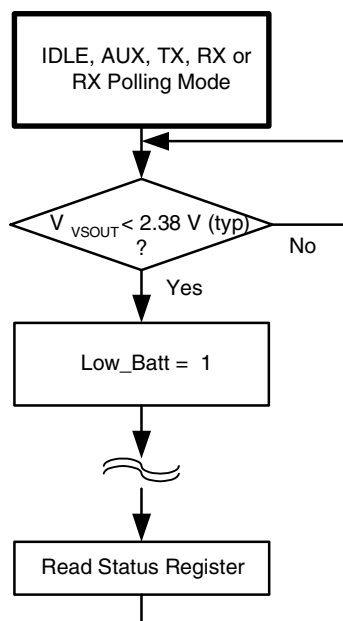 IDLE, AUX, TX, RX or
RX Polling Mode
V VSOUT < 2.38 V (typ)
?
No
Yes
Low_Batt = 1
Read Status Register